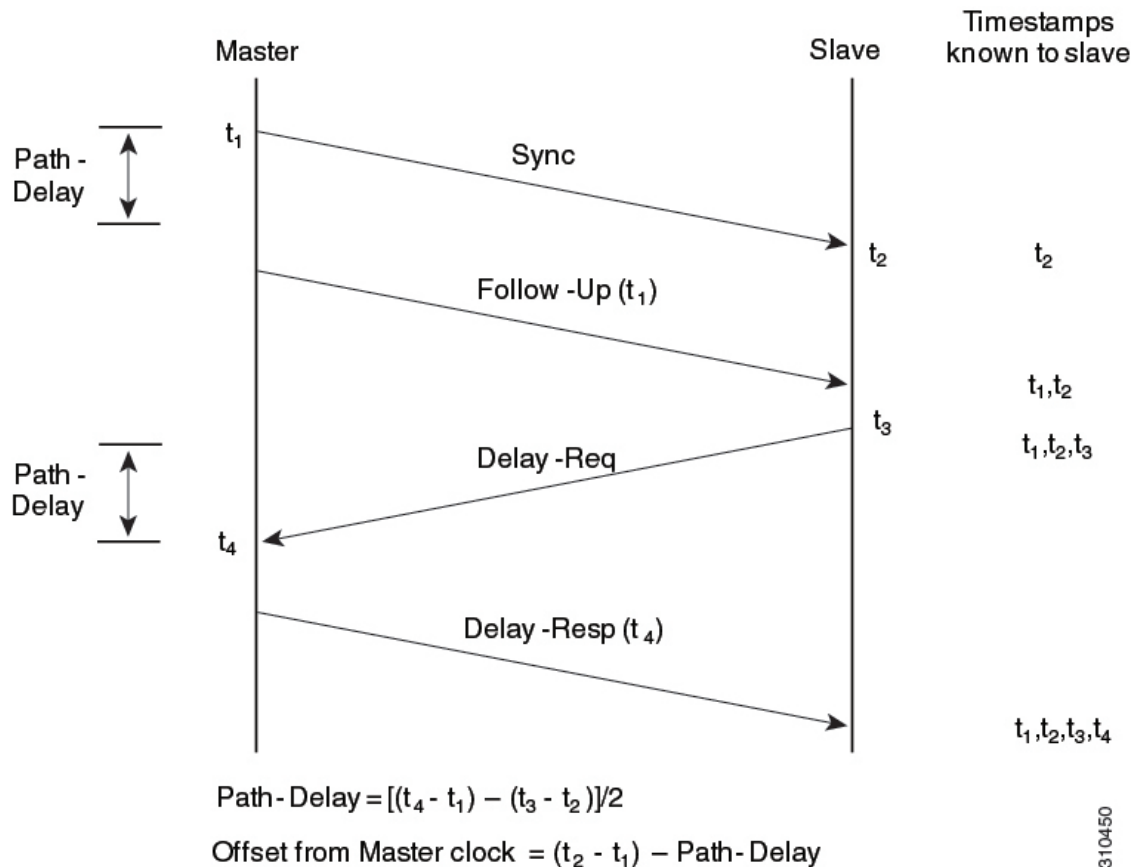 Timestamps
known to slave
Master
Slave
t₁
Path -
Delay
Sync
t₂
t₂
Follow -Up (t₁)
t₁,t₂
t₃
t₁,t₂,t₃
Delay -Req
Path -
Delay
t₄
Delay -Resp (t₄)
t₁,t₂,t₃,t₄
Path- Delay = [(t₄ - t₁) – (t₃ - t₂)]/2
Offset from Master clock = (t₂ - t₁) – Path- Delay
310450